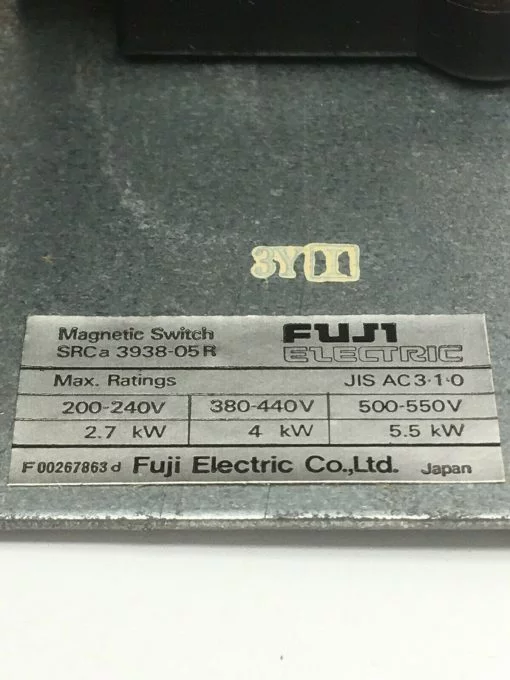 3Y I
Magnetic Switch
SRCa 3938-05R
FUJI
ELECTRIC
Max. Ratings JIS AC3·1·0
200-240V 380-440V 500-550V
2.7 kW 4 kW 5.5 kW
F00267863d Fuji Electric Co.,Ltd. Japan